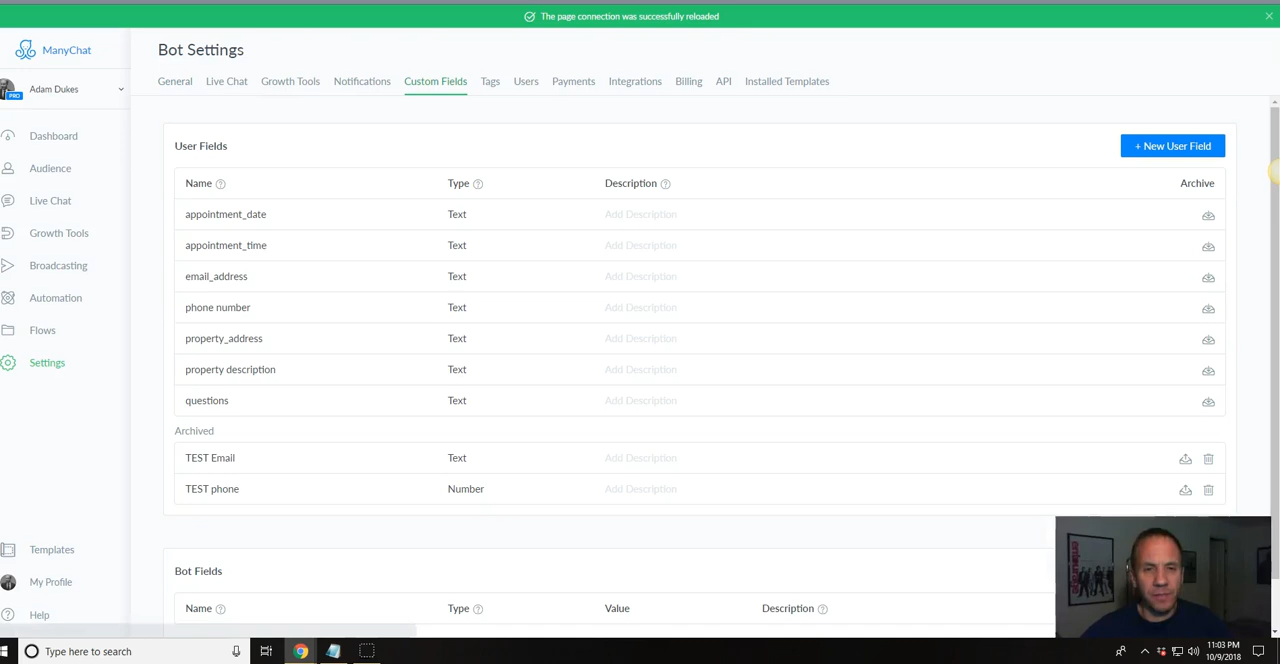 The page connection was successfully reloaded
ManyChat
Bot Settings
Adam Dukes
PRO
General Live Chat Growth Tools Notifications Custom Fields Tags Users Payments Integrations Billing API Installed Templates
Dashboard
Audience
Live Chat
Growth Tools
Broadcasting
Automation
Flows
Settings
Templates
My Profile
Help
User Fields
+ New User Field
Name ? Type ? Description ? Archive
appointment_date Text Add Description
appointment_time Text Add Description
email_address Text Add Description
phone number Text Add Description
property_address Text Add Description
property description Text Add Description
questions Text Add Description
Archived
TEST Email Text Add Description
TEST phone Number Add Description
Bot Fields
Name ? Type ? Value Description ?
Type here to search
11:03 PM
10/9/2018